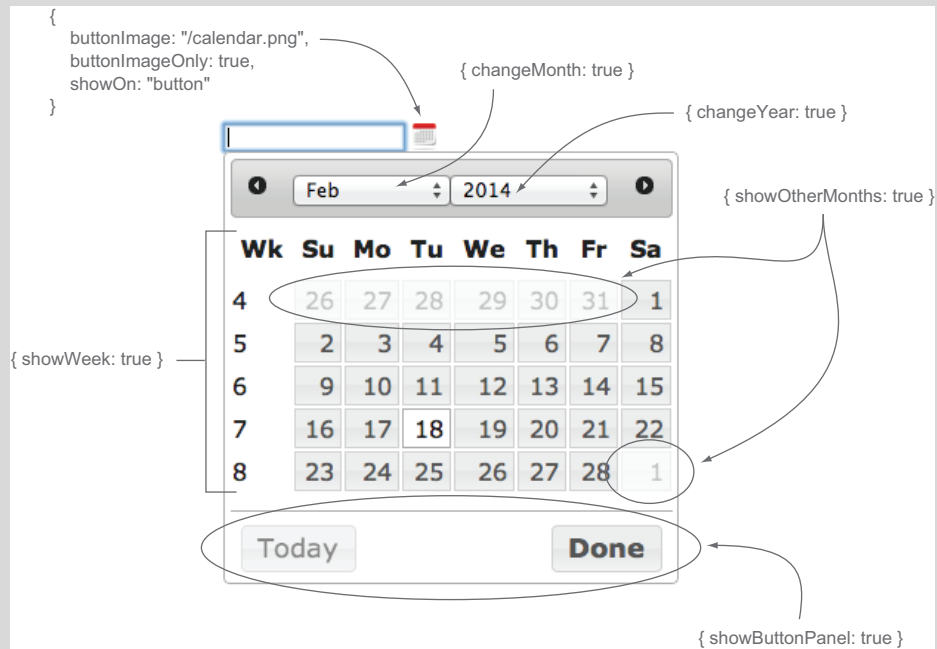 {
buttonImage: "/calendar.png",
buttonImageOnly: true,
showOn: "button"
}
{ changeMonth: true }
{ changeYear: true }
Feb 2014
{ showOtherMonths: true }
Wk Su Mo Tu We Th Fr Sa
4 26 27 28 29 30 31 1
5 2 3 4 5 6 7 8
{ showWeek: true }
6 9 10 11 12 13 14 15
7 16 17 18 19 20 21 22
8 23 24 25 26 27 28 1
Today Done
{ showButtonPanel: true }